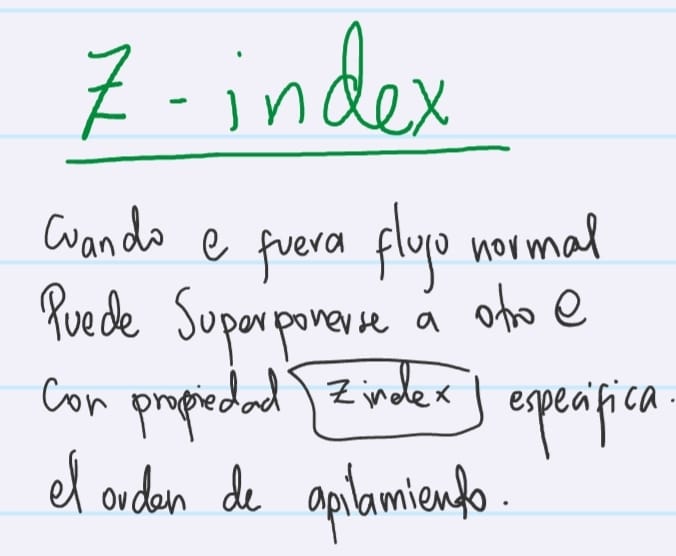 Z-index
Cuando e fuera flujo normal
Puede Superponerse a otro e
Con propiedad Z index especifica
el orden de apilamiento.